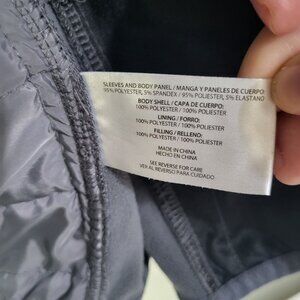 SLEEVES AND BODY PANEL / MANGA Y PANELES DE CUERPO:
95% POLYESTER, 5% SPANDEX / 95% POLIESTER, 5% ELASTANO
BODY SHELL / CAPA DE CUERPO:
100% POLYESTER / 100% POLIESTER
LINING / FORRO:
100% POLYESTER / 100% POLIESTER
FILLING / RELLENO:
100% POLYESTER / 100% POLIESTER
MADE IN CHINA
HECHO EN CHINA
SEE REVERSE FOR CARE
VER AL REVERSO PARA CUIDADO